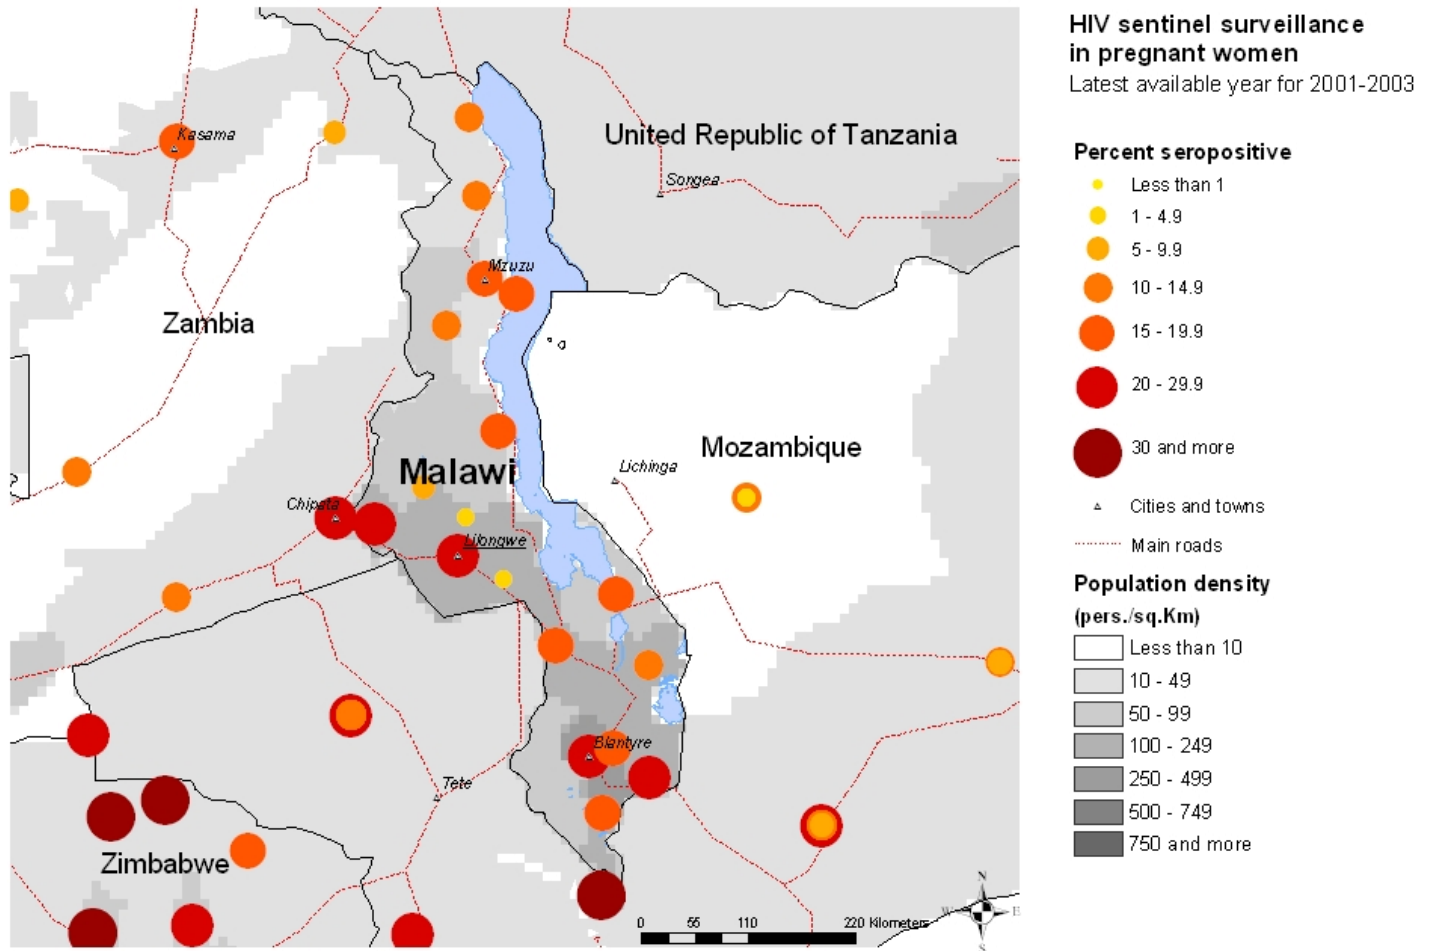 HIV sentinel surveillance
in pregnant women
Latest available year for 2001-2003
Percent seropositive
Less than 1
1 - 4.9
5 - 9.9
10 - 14.9
15 - 19.9
20 - 29.9
30 and more
Cities and towns
Main roads
Population density
(pers./sq.Km)
Less than 10
10 - 49
50 - 99
100 - 249
250 - 499
500 - 749
750 and more
Kasama
United Republic of Tanzania
Songea
Mzuzu
Zambia
Mozambique
Malawi
Lichinga
Chipata
Lilongwe
Blantyre
Tete
Zimbabwe
N
E
S
0 55 110 220 Kilometers